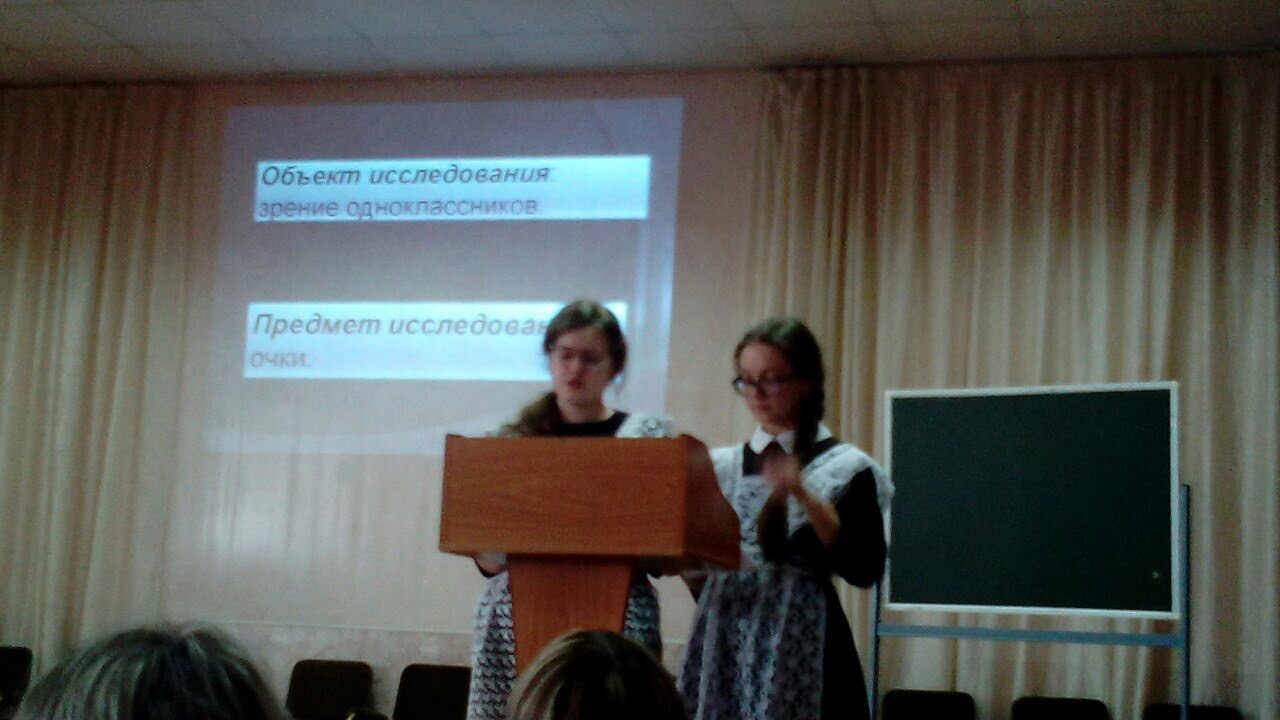 Объект исследования
зрение одноклассников
Предмет исследован
очки.